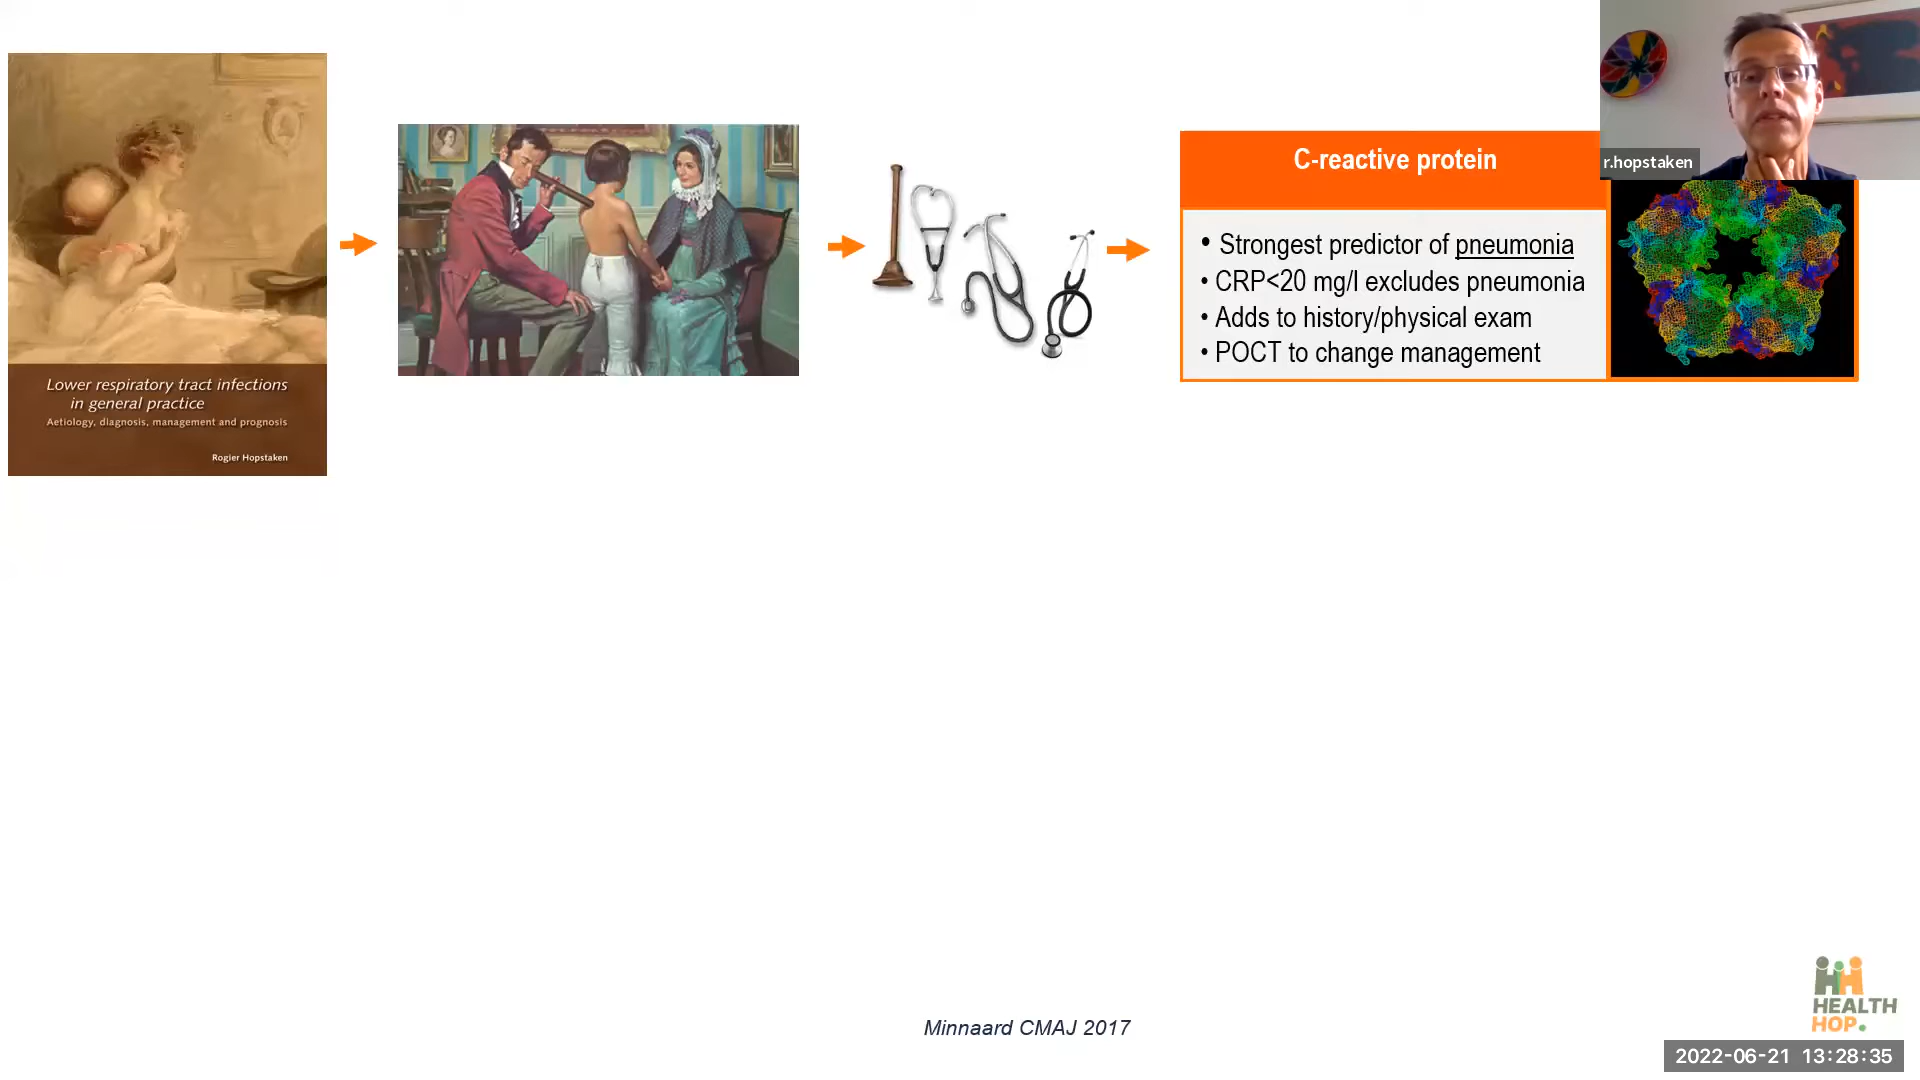 r.hopstaken
C-reactive protein
• Strongest predictor of pneumonia
• CRP<20 mg/l excludes pneumonia
• Adds to history/physical exam
• POCT to change management
Lower respiratory tract infections
in general practice
Aetiology, diagnosis, management and prognosis
Rogier Hopstaken
Minnaard CMAJ 2017
HEALTH
HOP.
2022-06-21 13:28:35